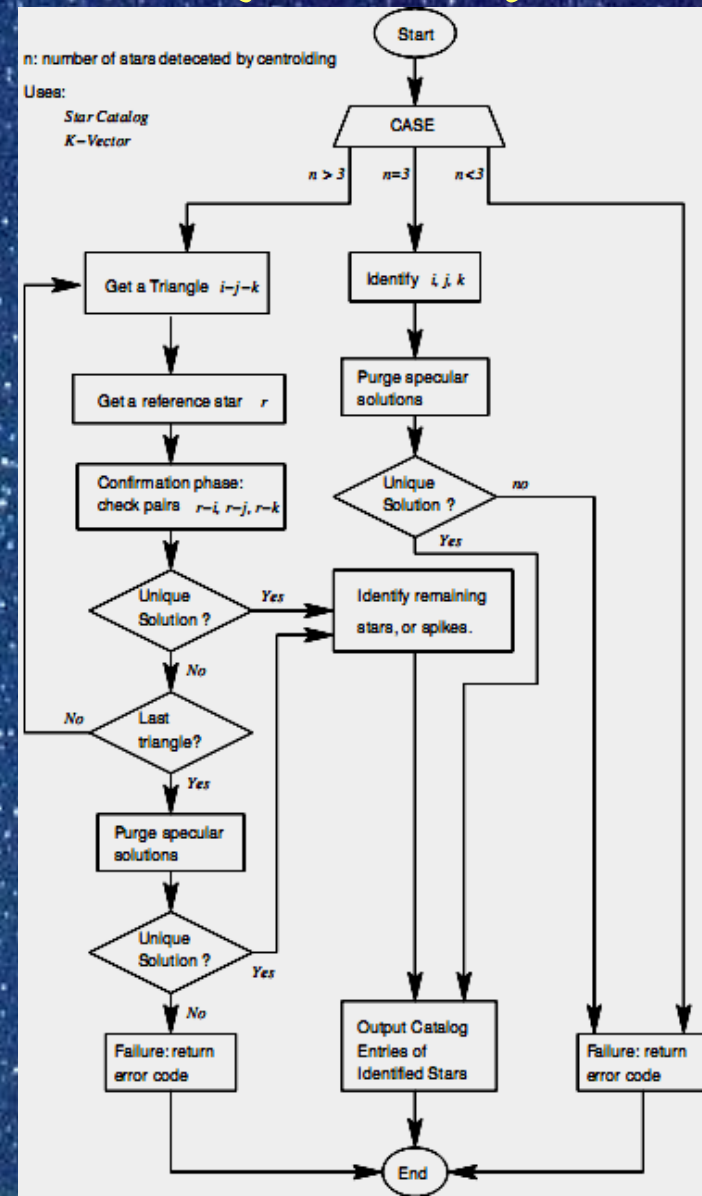 Start
n: number of stars deteceted by centroiding
Uses:
Star Catalog
K-Vector
CASE
n > 3
n=3
n<3
Get a Triangle i-j-k
Identify i, j, k
Get a reference star r
Purge specular
solutions
Confirmation phase:
check pairs r-i, r-j, r-k
Unique
Solution ?
no
Yes
Unique
Solution ?
Yes
Identify remaining
stars, or spikes.
No
Last
triangle?
No
Yes
Purge specular
solutions
Unique
Solution ?
Yes
No
Failure: return
error code
Output Catalog
Entries of
Identified Stars
Failure: return
error code
End